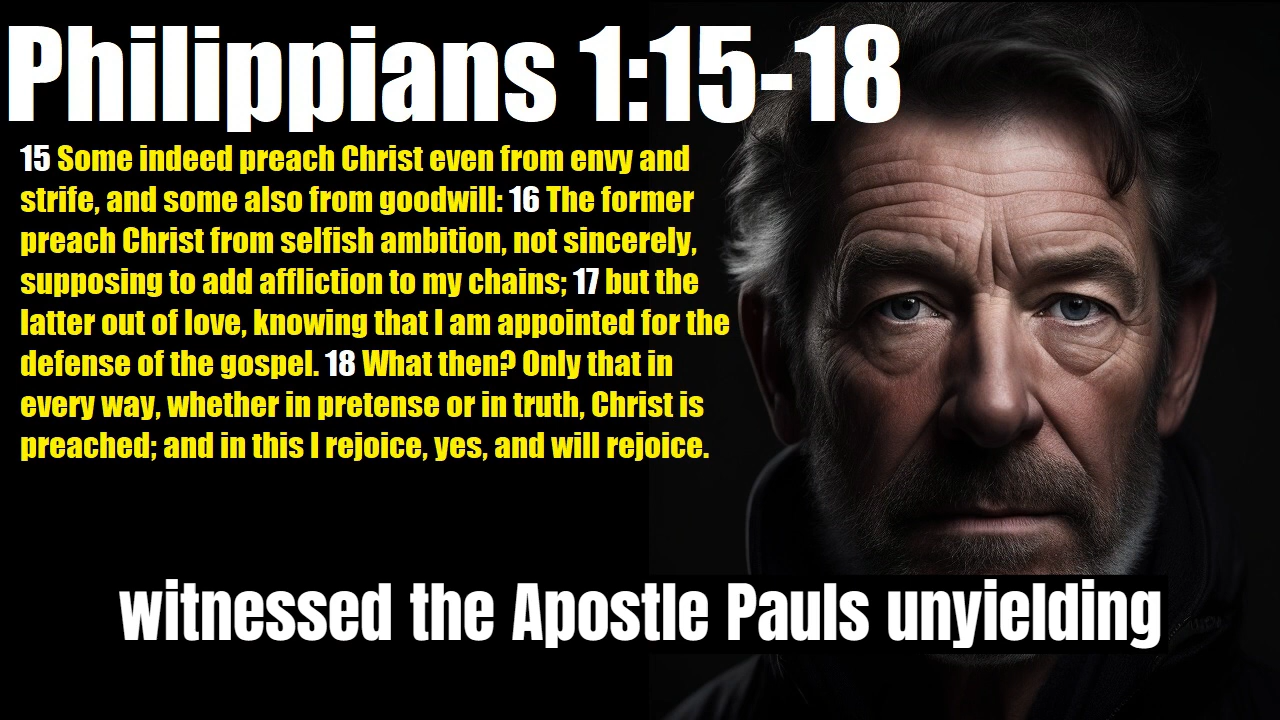 Philippians 1:15-18
15 Some indeed preach Christ even from envy and
strife, and some also from goodwill: 16 The former
preach Christ from selfish ambition, not sincerely,
supposing to add affliction to my chains; 17 but the
latter out of love, knowing that I am appointed for the
defense of the gospel. 18 What then? Only that in
every way, whether in pretense or in truth, Christ is
preached; and in this I rejoice, yes, and will rejoice.
witnessed the Apostle Pauls unyielding